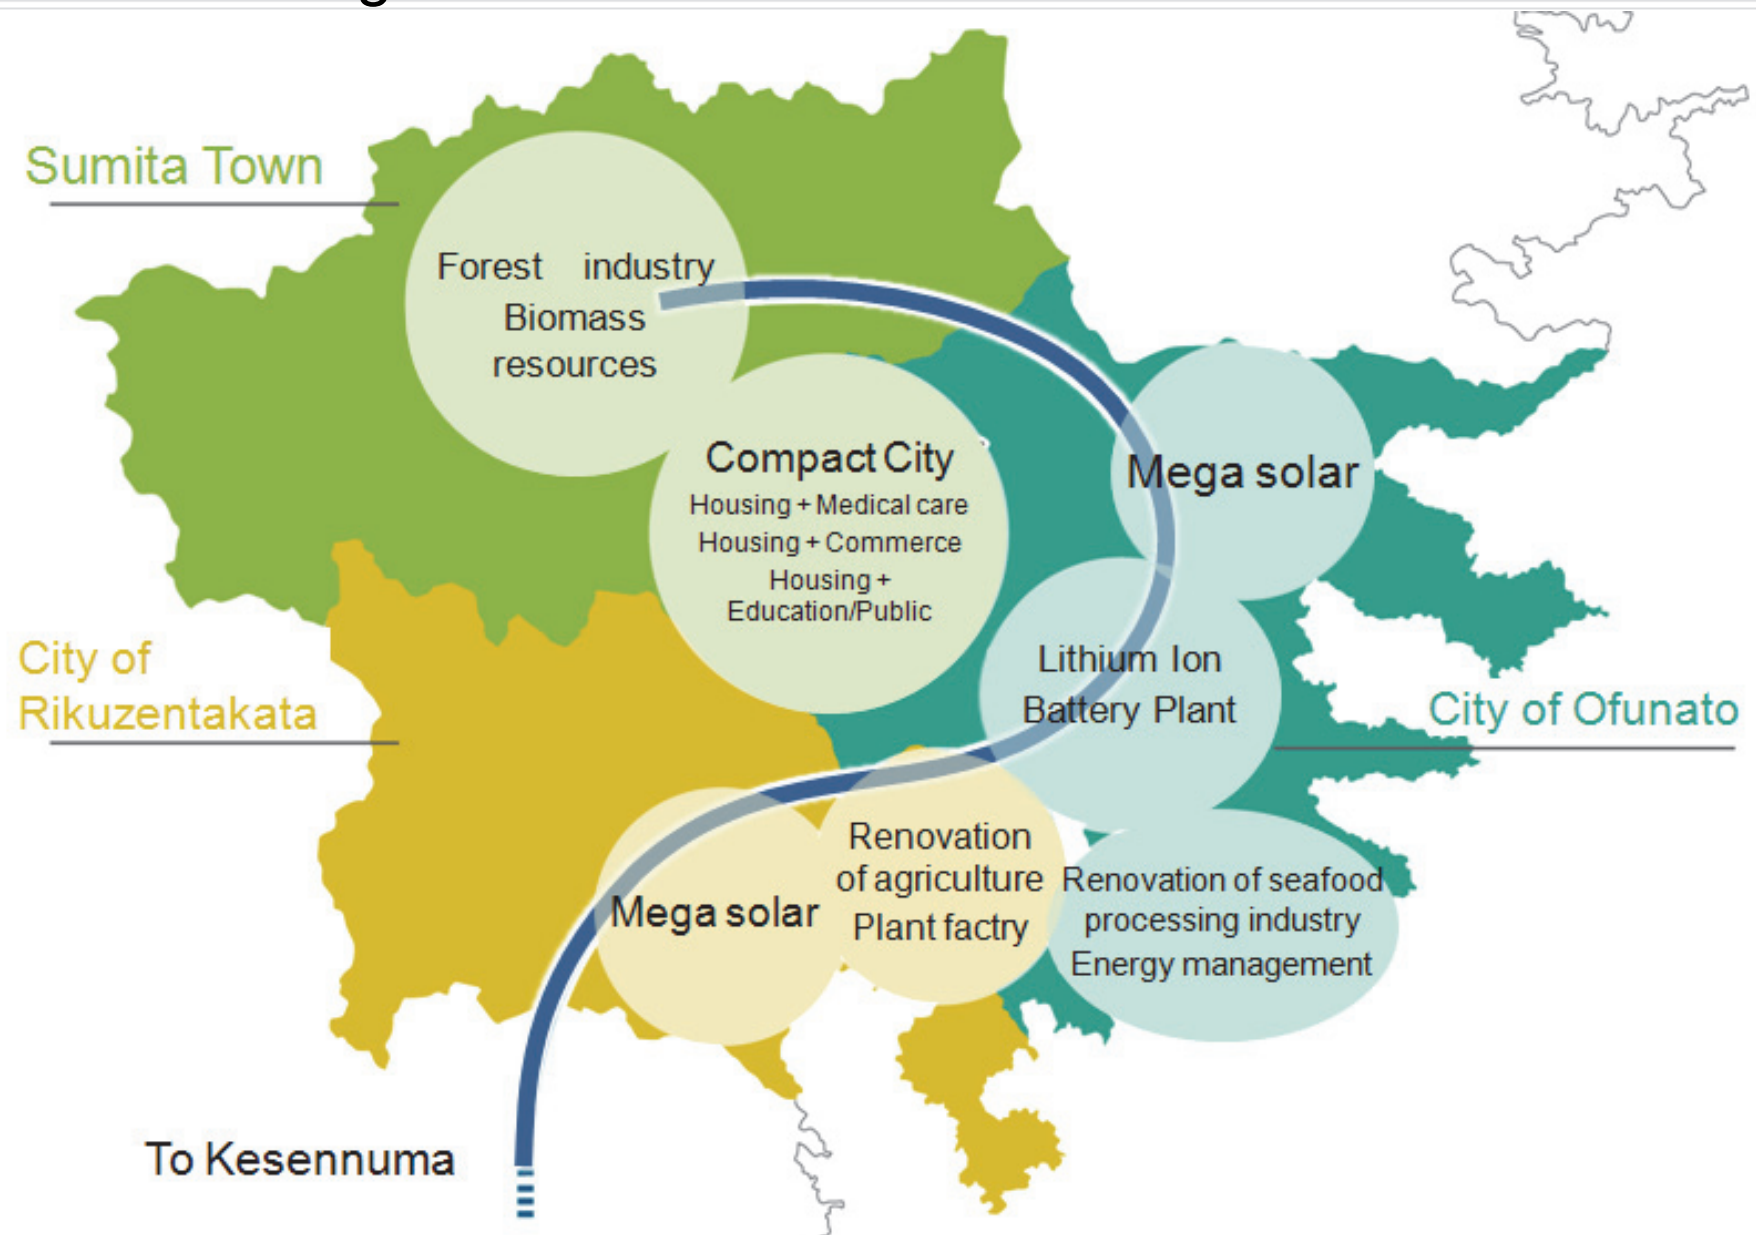 Sumita Town
Forest industry
Biomass
resources
Compact City
Housing + Medical care
Housing + Commerce
Housing +
Education/Public
Mega solar
City of
Rikuzentakata
Lithium Ion
Battery Plant
City of Ofunato
Renovation
of agriculture
Plant factry
Renovation of seafood
processing industry
Energy management
Mega solar
To Kesennuma